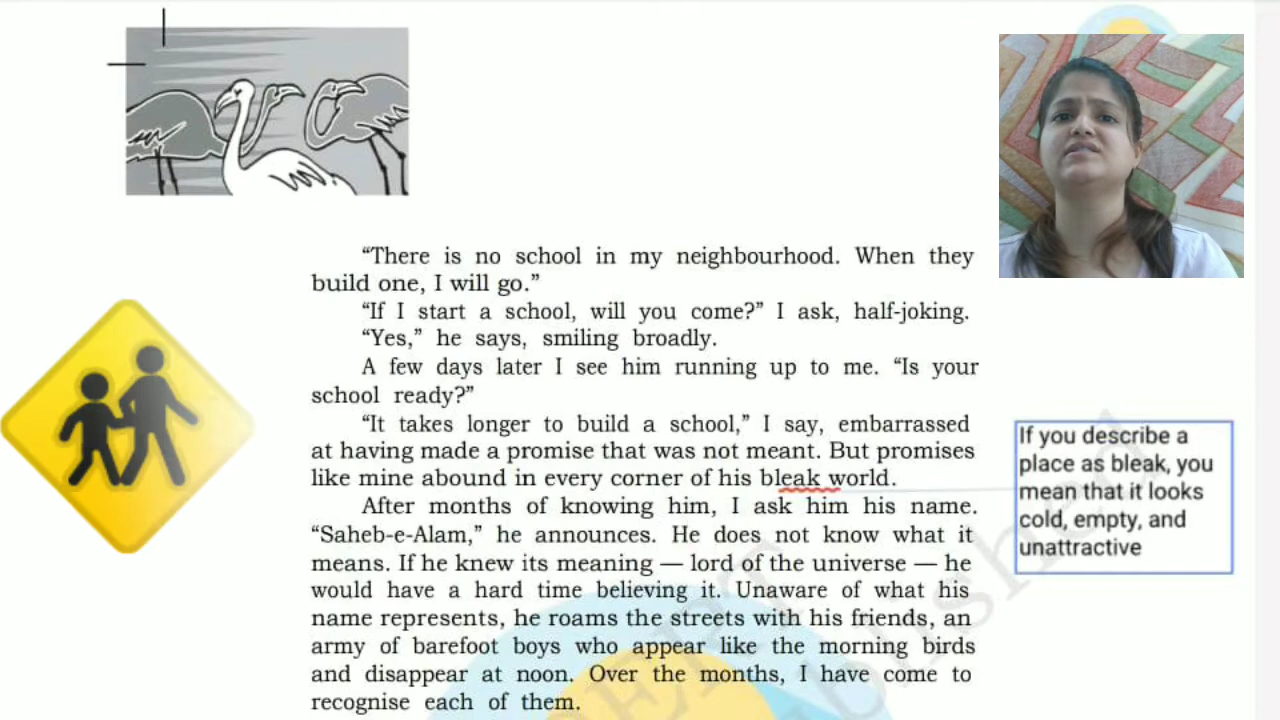 “There is no school in my neighbourhood. When they
build one, I will go.”
“If I start a school, will you come?” I ask, half-joking.
“Yes,” he says, smiling broadly.
A few days later I see him running up to me. “Is your
school ready?”
“It takes longer to build a school,” I say, embarrassed
at having made a promise that was not meant. But promises
like mine abound in every corner of his bleak world.
After months of knowing him, I ask him his name.
“Saheb-e-Alam,” he announces. He does not know what it
means. If he knew its meaning — lord of the universe — he
would have a hard time believing it. Unaware of what his
name represents, he roams the streets with his friends, an
army of barefoot boys who appear like the morning birds
and disappear at noon. Over the months, I have come to
recognise each of them.
If you describe a
place as bleak, you
mean that it looks
cold, empty, and
unattractive